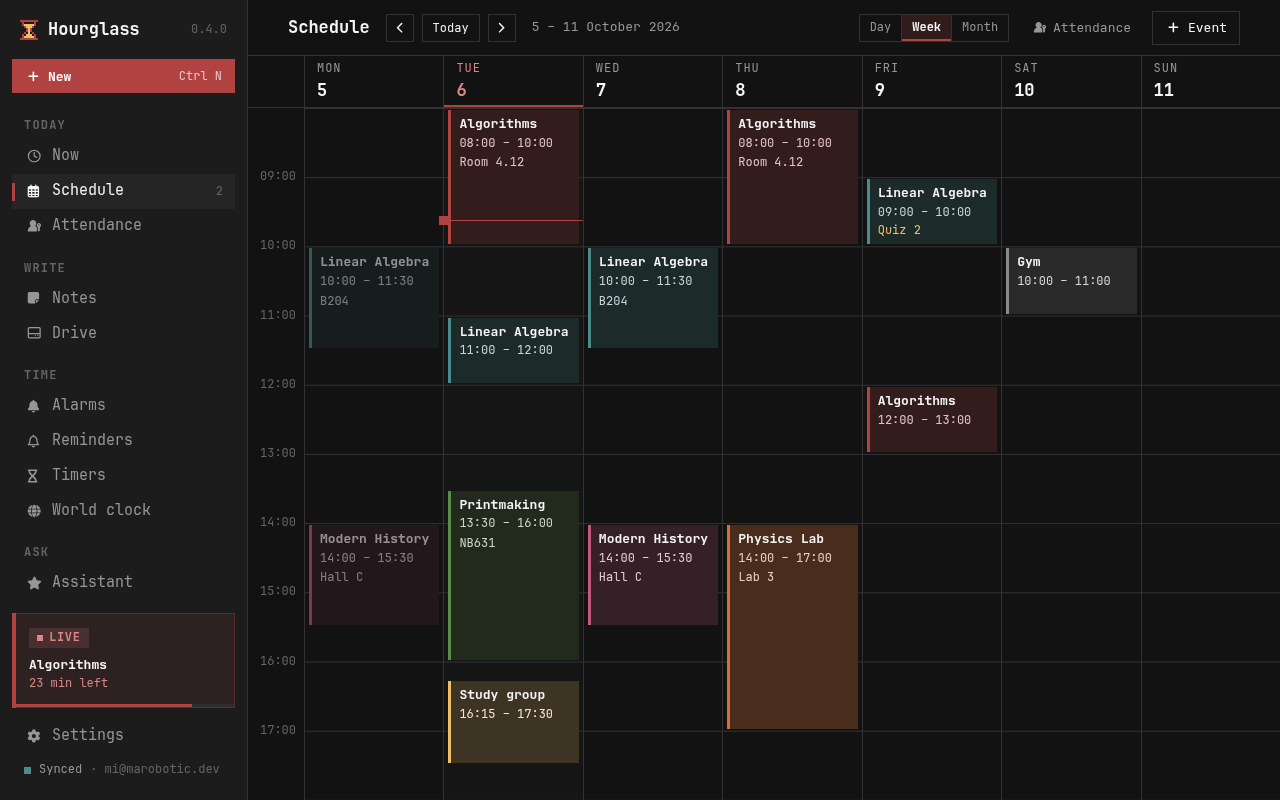 Hourglass 0.4.0
New Ctrl N
TODAY
Now
Schedule 2
Attendance
WRITE
Notes
Drive
TIME
Alarms
Reminders
Timers
World clock
ASK
Assistant
LIVE
Algorithms
23 min left
Settings
Synced · mi@marobotic.dev
Schedule Today 5 – 11 October 2026 Day Week Month Attendance + Event
MON TUE WED THU FRI SAT SUN
5 6 7 8 9 10 11
09:00
10:00
11:00
12:00
13:00
14:00
15:00
16:00
17:00
Linear Algebra
10:00 – 11:30
B204
Modern History
14:00 – 15:30
Hall C
Algorithms
08:00 – 10:00
Room 4.12
Linear Algebra
11:00 – 12:00
Printmaking
13:30 – 16:00
NB631
Study group
16:15 – 17:30
Linear Algebra
10:00 – 11:30
B204
Modern History
14:00 – 15:30
Hall C
Algorithms
08:00 – 10:00
Room 4.12
Physics Lab
14:00 – 17:00
Lab 3
Linear Algebra
09:00 – 10:00
Quiz 2
Algorithms
12:00 – 13:00
Gym
10:00 – 11:00